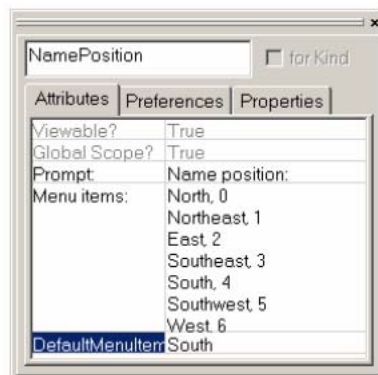 NamePosition
for Kind
Attributes Preferences Properties
Viewable? True
Global Scope? True
Prompt: Name position:
Menu items: North, 0
Northeast, 1
East, 2
Southeast, 3
South, 4
Southwest, 5
West, 6
DefaultMenuItem South